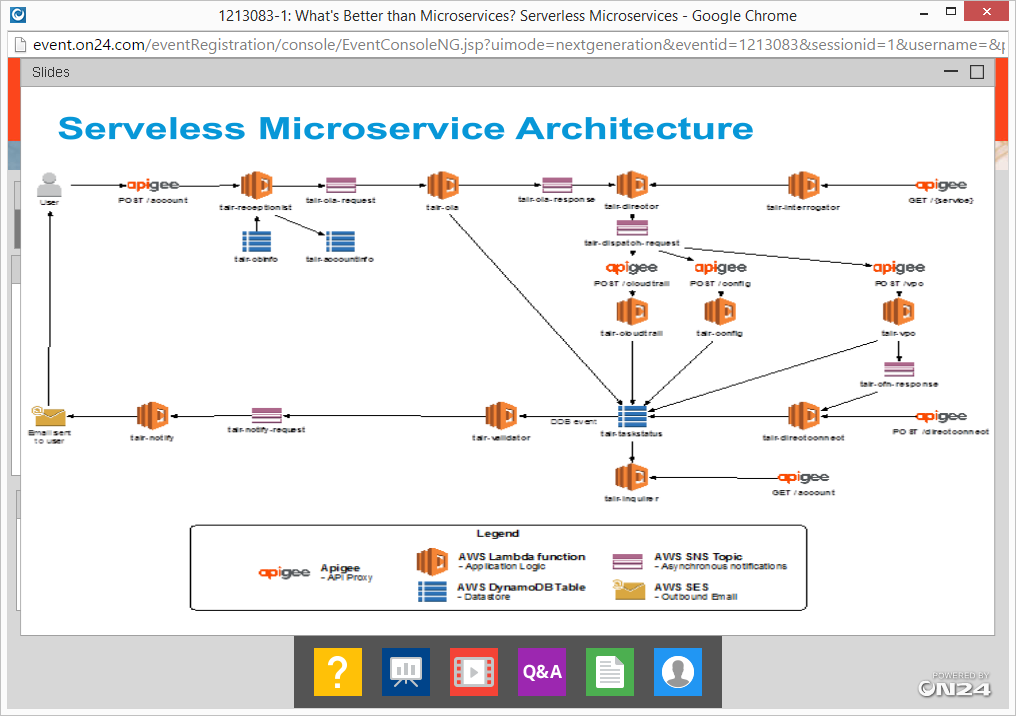 1213083-1: What's Better than Microservices? Serverless Microservices - Google Chrome
event.on24.com/eventRegistration/console/EventConsoleNG.jsp?uimode=nextgeneration&eventid=1213083&sessionid=1&username=&p
Slides
Serveless Microservice Architecture
User
apigee
POST /account
tair-receptionist
tair-ola-request
tair-ola
tair-ola-response
tair-director
tair-interrogator
apigee
GET /{service}
tair-cbinfo
tair-accountinfo
tair-dispatch-request
apigee
POST /cloudtrail
apigee
POST /config
apigee
POST /vpc
tair-cloudtrail
tair-config
tair-vpc
tair-cfn-response
@
Email sent
to user
tair-notify
tair-notify-request
tair-validator
DDB event
tair-taskstatus
tair-directconnect
apigee
POST /directconnect
tair-inquirer
apigee
GET /account
Legend
apigee
Apigee
- API Proxy
AWS Lambda function
- Application Logic
AWS SNS Topic
- Asynchronous notifications
AWS DynamoDB Table
- Datastore
@
AWS SES
- Outbound Email
?
Q&A
POWERED BY
ON24